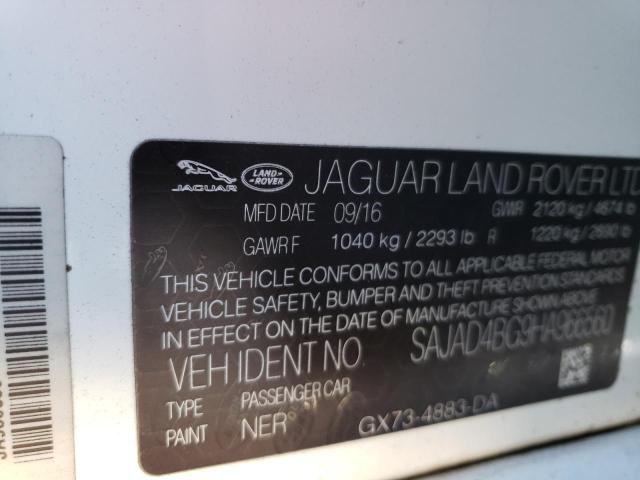 JAGUAR
LAND
ROVER
JAGUAR LAND ROVER LTD
MFD DATE 09/16 GWR 2120 kg / 4674 lb
GAWR F 1040 kg / 2293 lb R 1220 kg / 2690 lb
THIS VEHICLE CONFORMS TO ALL APPLICABLE FEDERAL MOTOR
VEHICLE SAFETY, BUMPER AND THEFT PREVENTION STANDARDS
IN EFFECT ON THE DATE OF MANUFACTURE SHOWN ABOVE
VEH IDENT NO SAJAD4BG9HA966560
TYPE PASSENGER CAR
PAINT NER GX73-4883-DA